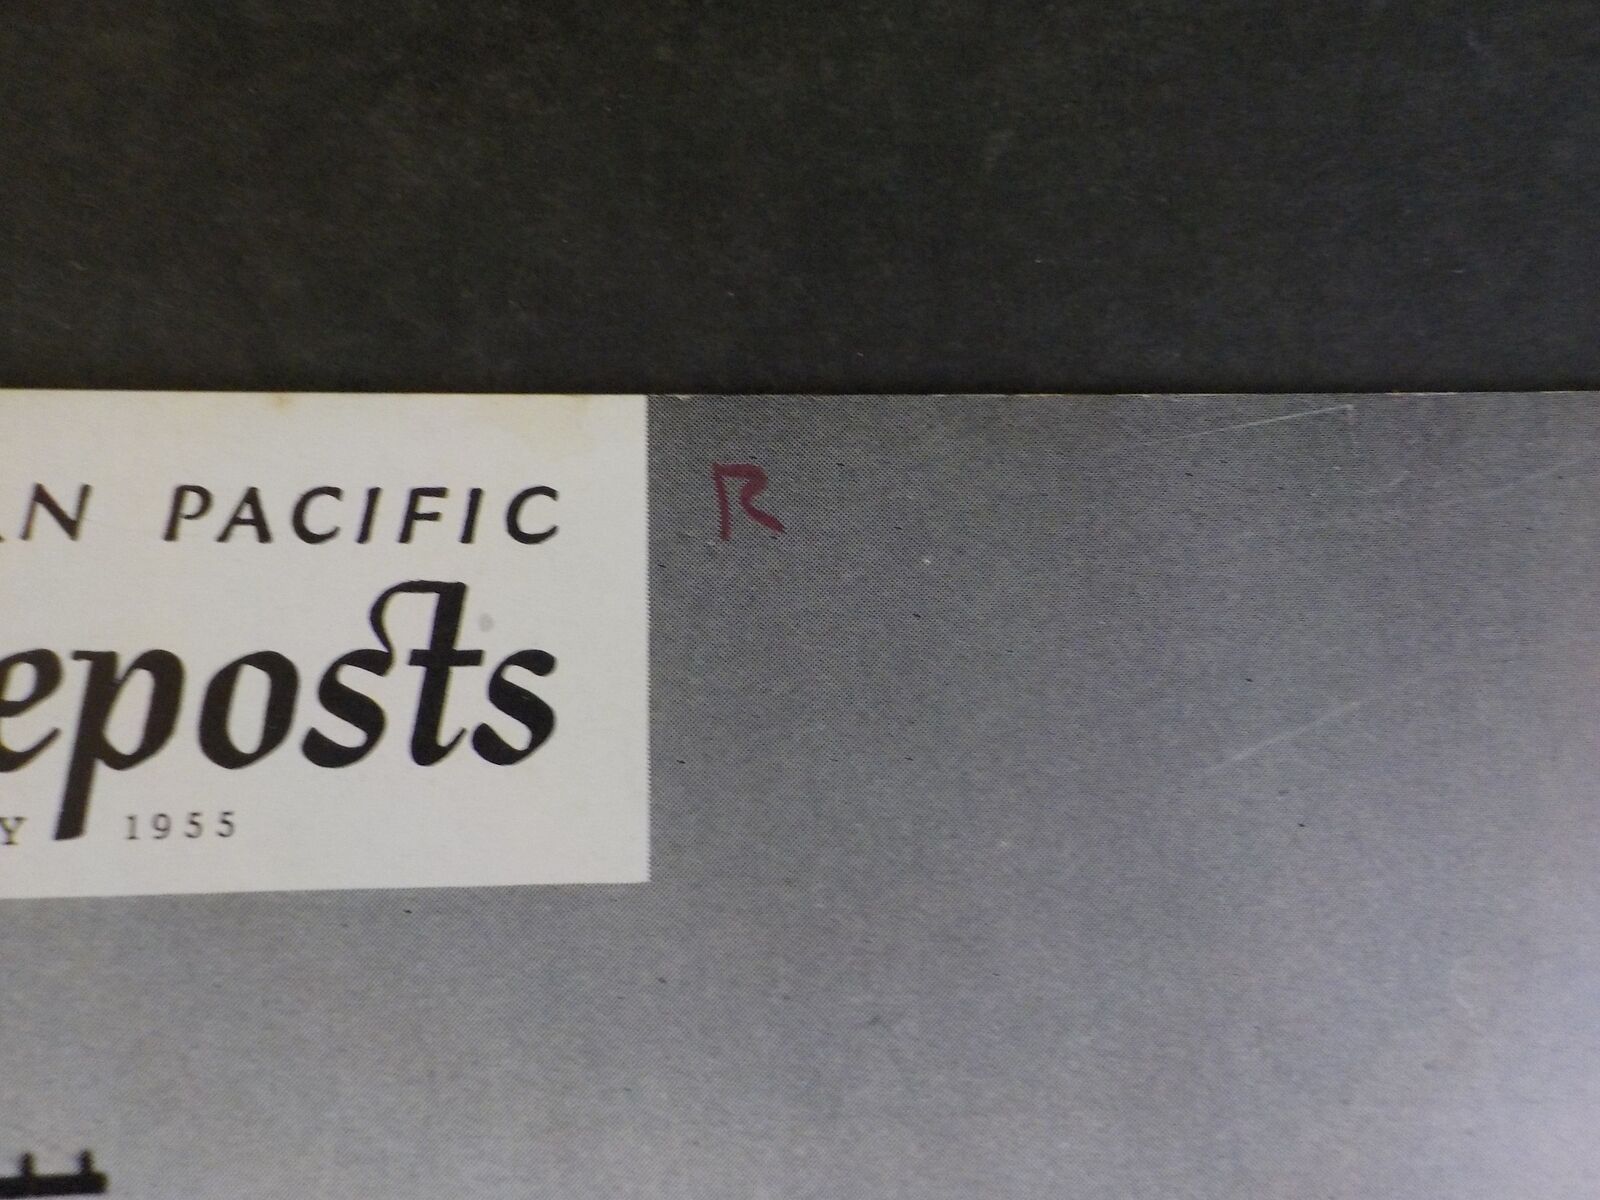 AN PACIFIC R
eposts
Y 1955